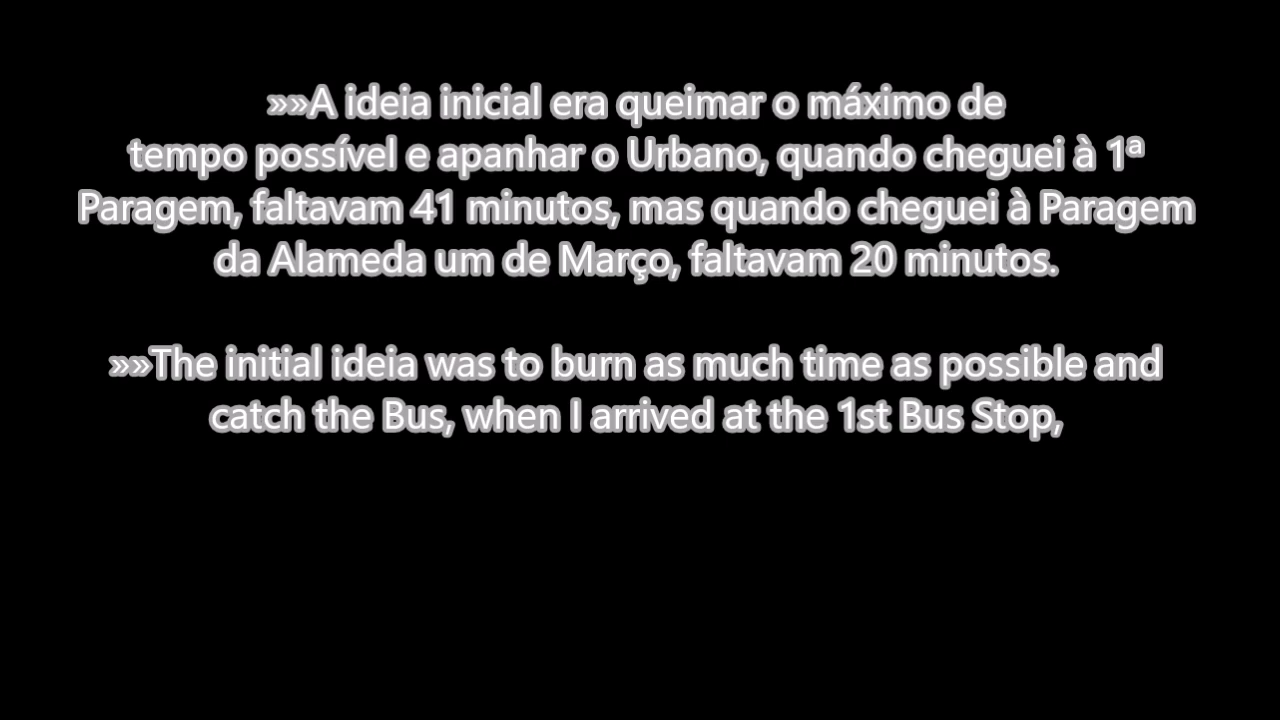 »»A ideia inicial era queimar o máximo de
tempo possível e apanhar o Urbano, quando cheguei à 1ª
Paragem, faltavam 41 minutos, mas quando cheguei à Paragem
da Alameda um de Março, faltavam 20 minutos.
»»The initial ideia was to burn as much time as possible and
catch the Bus, when I arrived at the 1st Bus Stop,